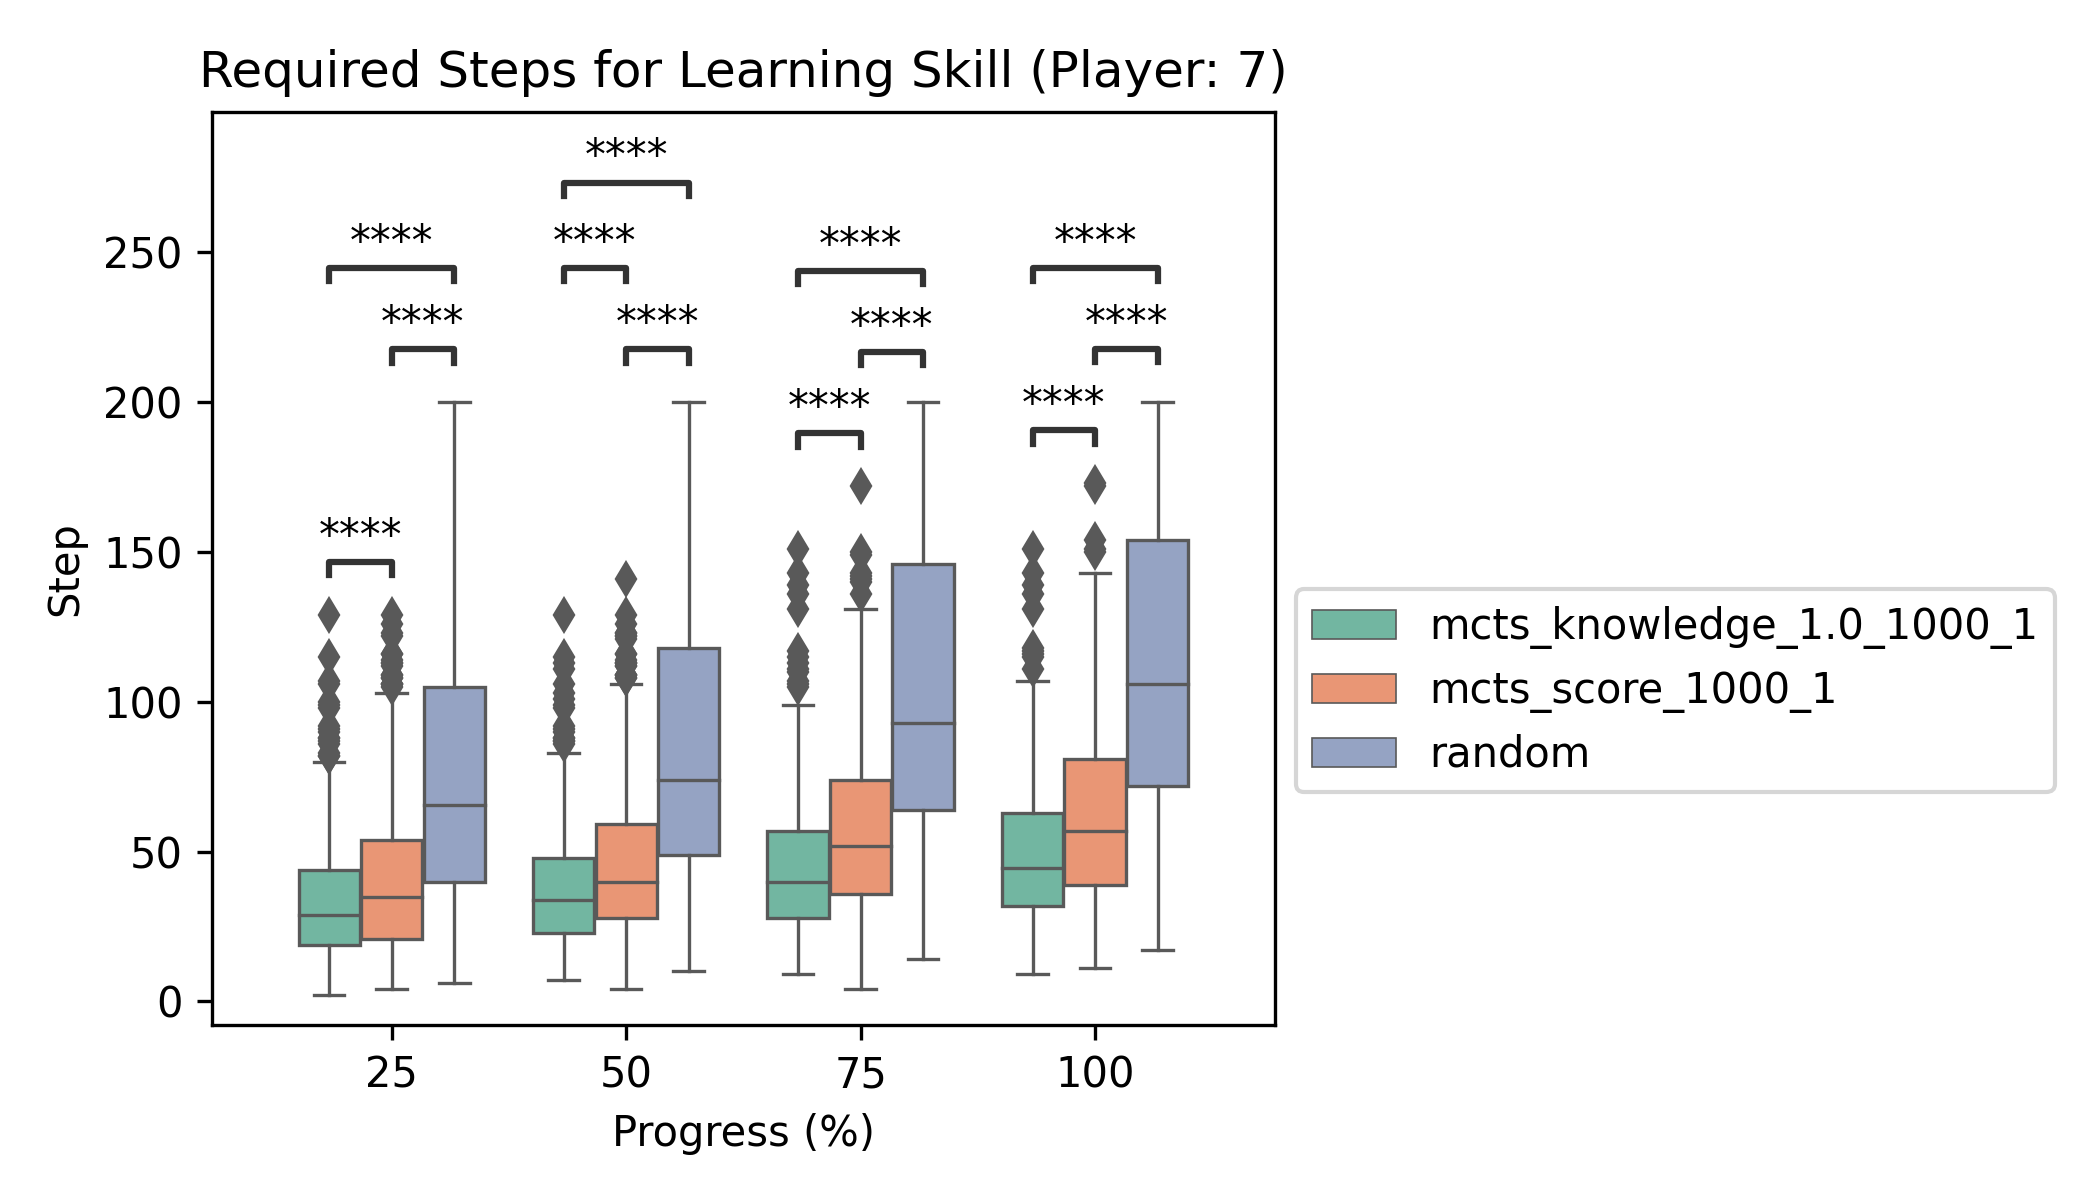 Required Steps for Learning Skill (Player: 7)
****
**** **** **** ****
**** **** **** ****
**** ****
****
250
200
150
100
50
0
Step
25 50 75 100
Progress (%)
mcts_knowledge_1.0_1000_1
mcts_score_1000_1
random